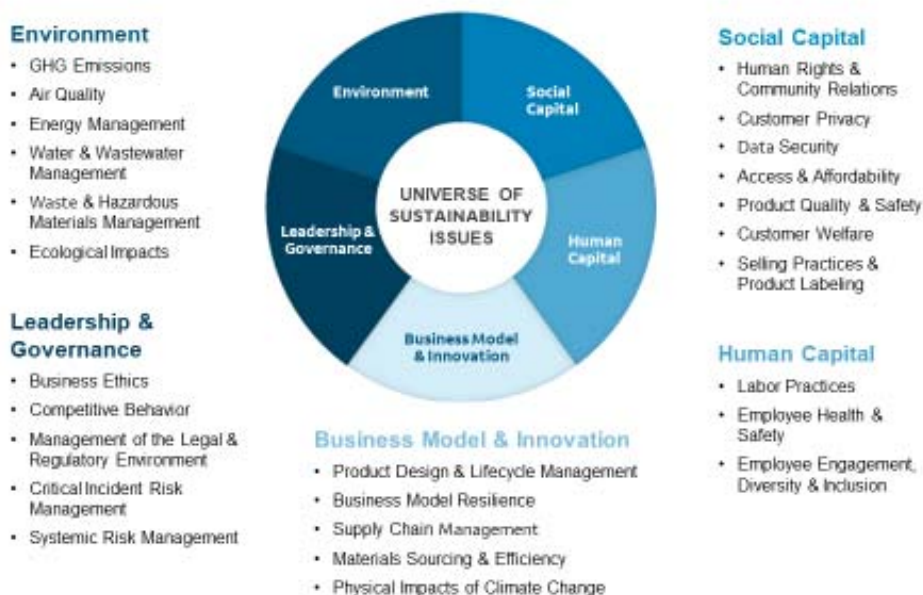 Environment
• GHG Emissions
• Air Quality
• Energy Management
• Water & Wastewater
Management
• Waste & Hazardous
Materials Management
• Ecological Impacts
Leadership &
Governance
• Business Ethics
• Competitive Behavior
• Management of the Legal &
Regulatory Environment
• Critical Incident Risk
Management
• Systemic Risk Management
Environment
Social
Capital
UNIVERSE OF
SUSTAINABILITY
ISSUES
Leadership &
Governance
Human
Capital
Business Model
& Innovation
Business Model & Innovation
• Product Design & Lifecycle Management
• Business Model Resilience
• Supply Chain Management
• Materials Sourcing & Efficiency
• Physical Impacts of Climate Change
Social Capital
• Human Rights &
Community Relations
• Customer Privacy
• Data Security
• Access & Affordability
• Product Quality & Safety
• Customer Welfare
• Selling Practices &
Product Labeling
Human Capital
• Labor Practices
• Employee Health &
Safety
• Employee Engagement,
Diversity & Inclusion